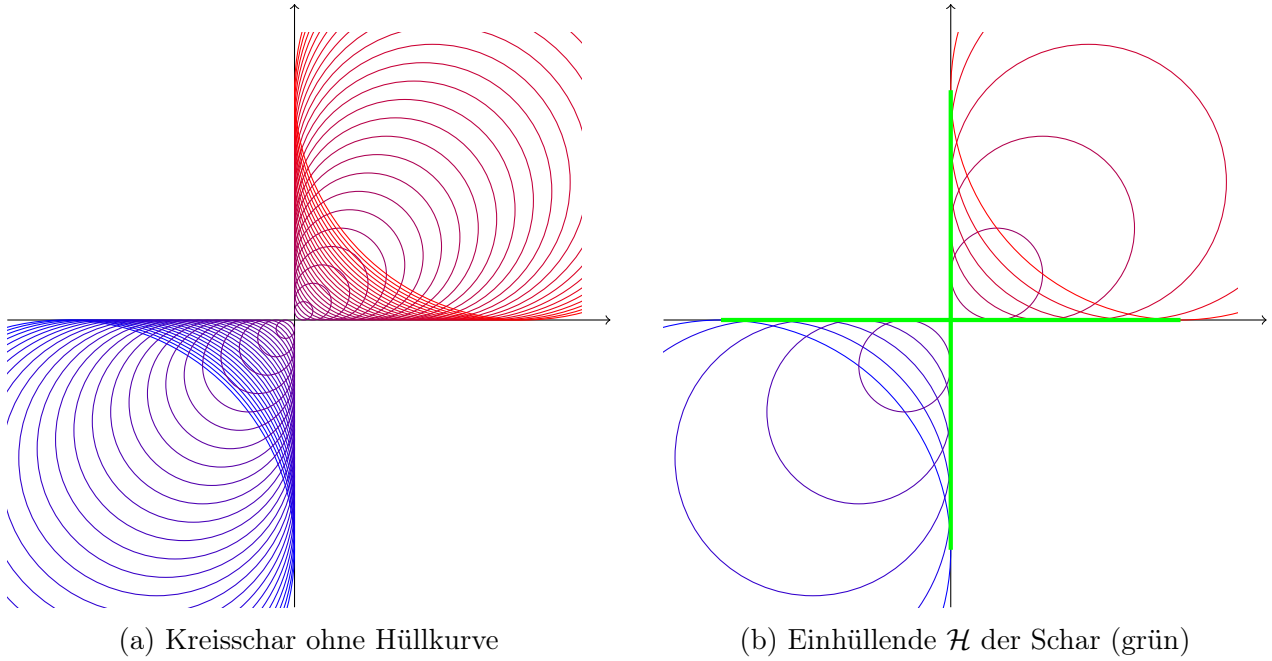 (a) Kreisschar ohne Hüllkurve
(b) Einhüllende ℋ der Schar (grün)